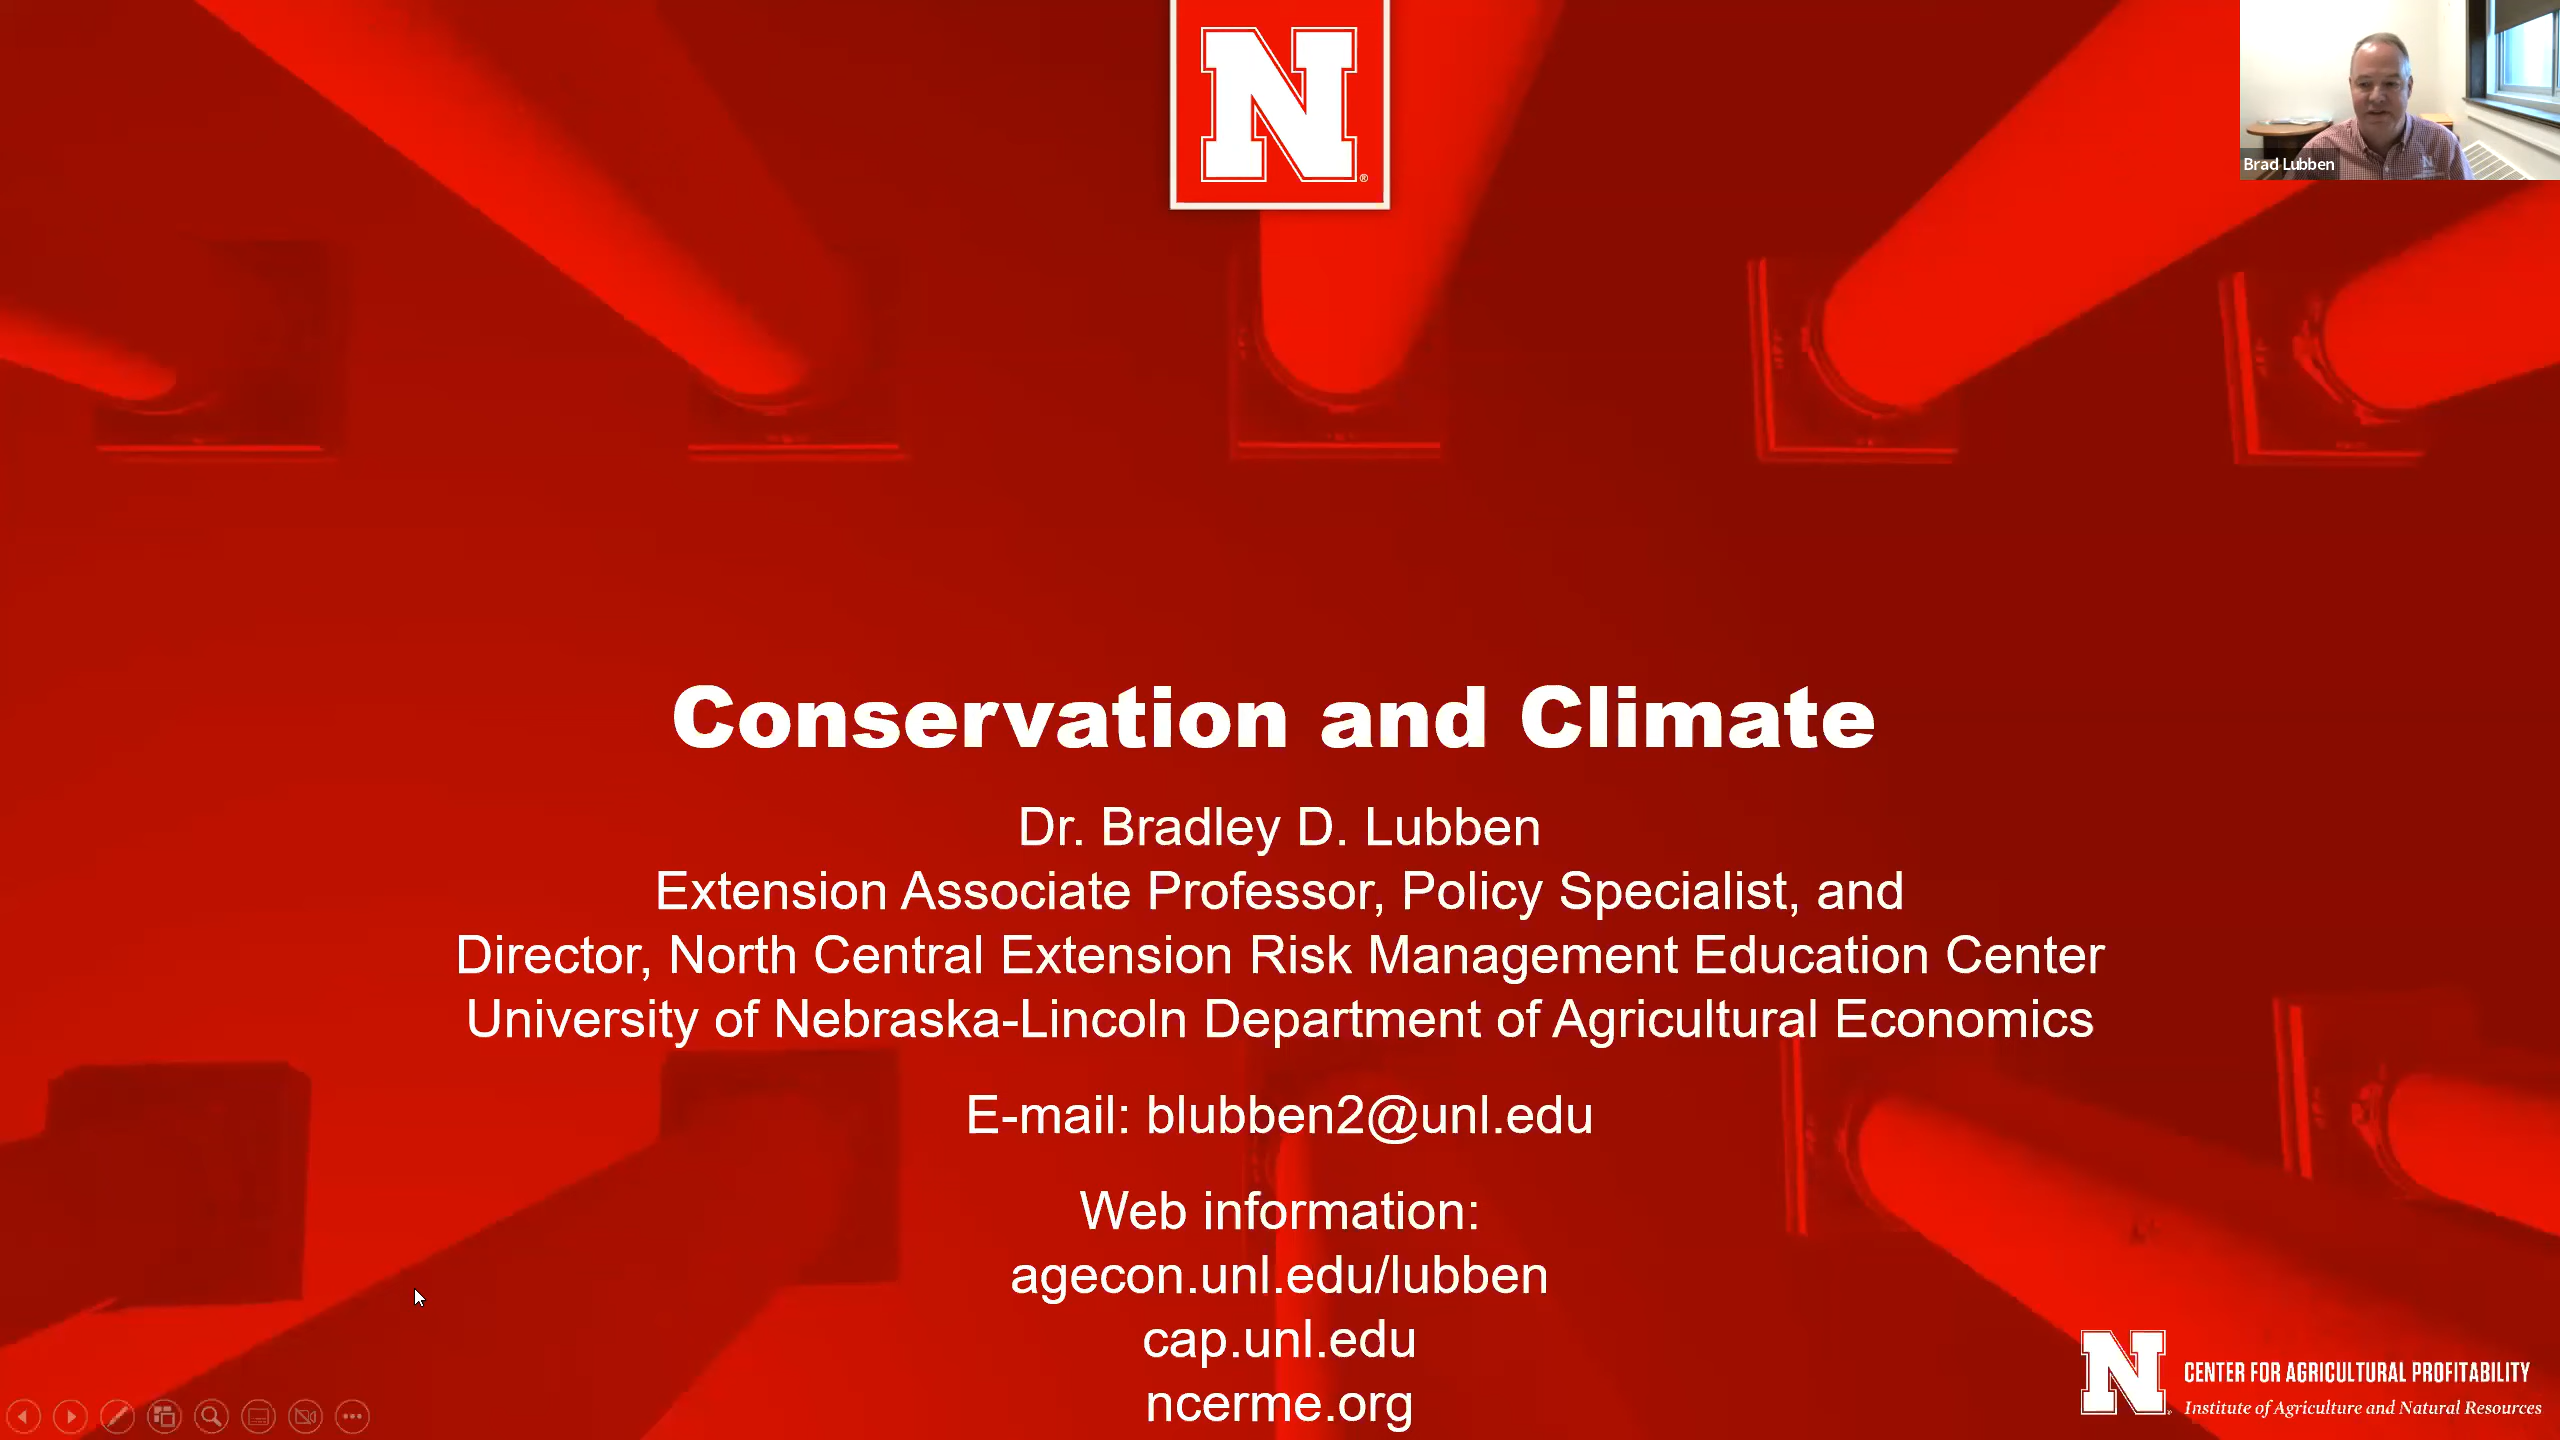 N
Brad Lubben
Conservation and Climate
Dr. Bradley D. Lubben
Extension Associate Professor, Policy Specialist, and
Director, North Central Extension Risk Management Education Center
University of Nebraska-Lincoln Department of Agricultural Economics
E-mail: blubben2@unl.edu
Web information:
agecon.unl.edu/lubben
cap.unl.edu
ncerme.org
N
CENTER FOR AGRICULTURAL PROFITABILITY
Institute of Agriculture and Natural Resources